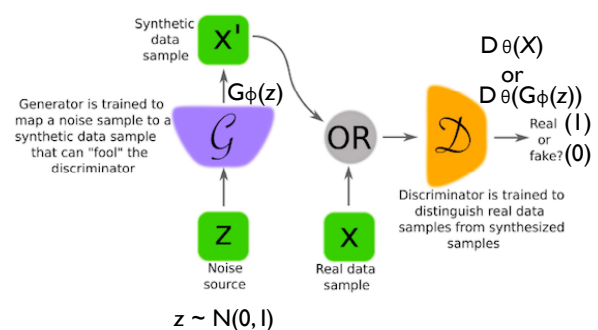 Synthetic
data
sample
X'
Gϕ(z)
Generator is trained to
map a noise sample to a
synthetic data sample
that can "fool" the
discriminator
G
OR
D
D θ(X)
or
D θ(Gϕ(z))
Real (1)
or
fake? (0)
Discriminator is trained to
distinguish real data
samples from synthesized
samples
Z
Noise
source
X
Real data
sample
z ~ N(0,1)